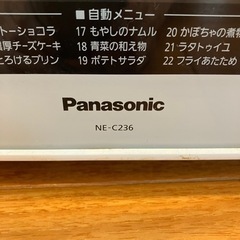 ■自動メニュー
トーショコラ 17 もやしのナムル 20 かぼちゃの煮物
厚チーズケーキ 18 青菜の和え物 21 ラタトゥイユ
ろけるプリン 19 ポテトサラダ 22 フライあたため
Panasonic
NE-C236